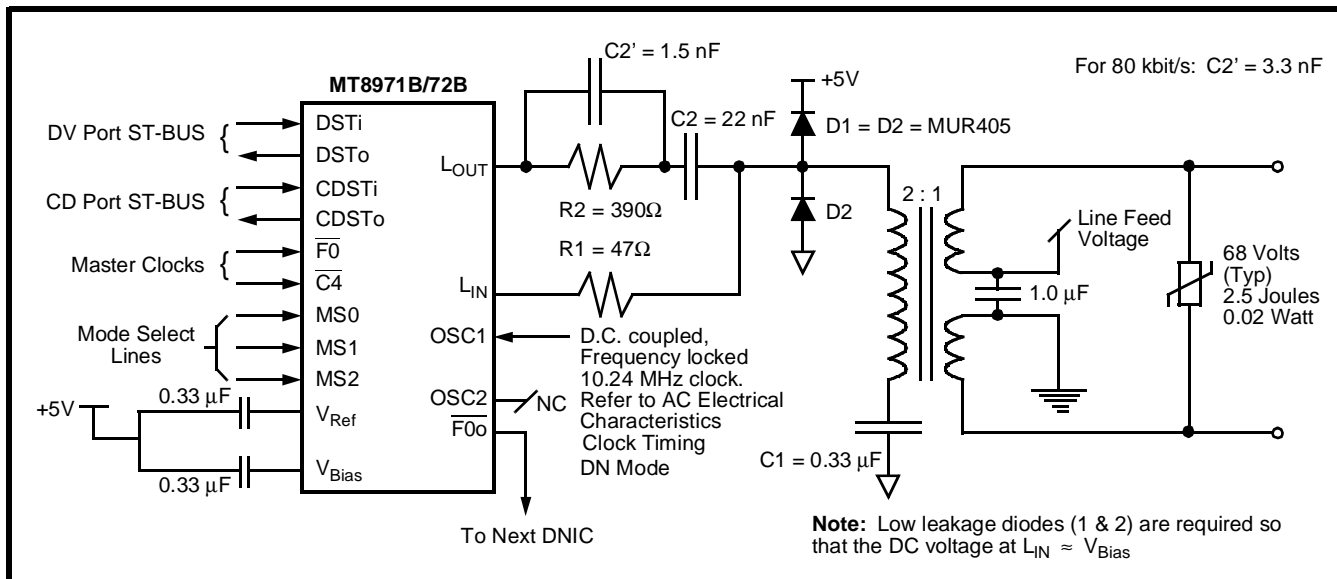 C2' = 1.5 nF
For 80 kbit/s: C2' = 3.3 nF
MT8971B/72B
+5V
DV Port ST-BUS {
DSTi
DSTo
C2 = 22 nF
D1 = D2 = MUR405
LOUT
CD Port ST-BUS {
CDSTi
CDSTo
R2 = 390Ω
D2
2 : 1
Line Feed
Voltage
Master Clocks {
F0
C4
R1 = 47Ω
LIN
1.0 µF
68 Volts
(Typ)
2.5 Joules
0.02 Watt
Mode Select
Lines
MS0
MS1
MS2
OSC1
D.C. coupled,
Frequency locked
10.24 MHz clock.
Refer to AC Electrical
Characteristics
Clock Timing
DN Mode
OSC2
NC
F0o
+5V
0.33 µF
VRef
0.33 µF
VBias
C1 = 0.33 µF
To Next DNIC
Note: Low leakage diodes (1 & 2) are required so
that the DC voltage at LIN ≈ VBias